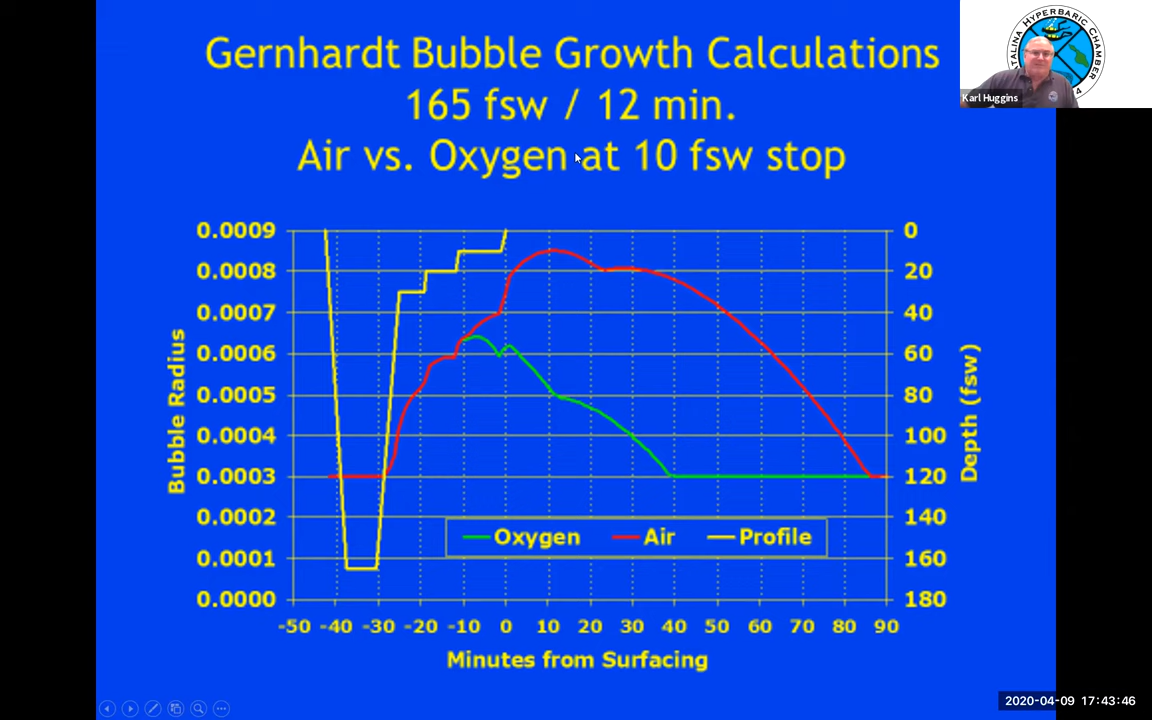 Gernhardt Bubble Growth Calculations
165 fsw / 12 min.
Air vs. Oxygen at 10 fsw stop
CATALINA HYPERBARIC CHAMBER
4
Karl Huggins
0.0009
0.0008
0.0007
0.0006
0.0005
0.0004
0.0003
0.0002
0.0001
0.0000
Bubble Radius
0
20
40
60
80
100
120
140
160
180
Depth (fsw)
Oxygen Air Profile
-50 -40 -30 -20 -10 0 10 20 30 40 50 60 70 80 90
Minutes from Surfacing
2020-04-09 17:43:46